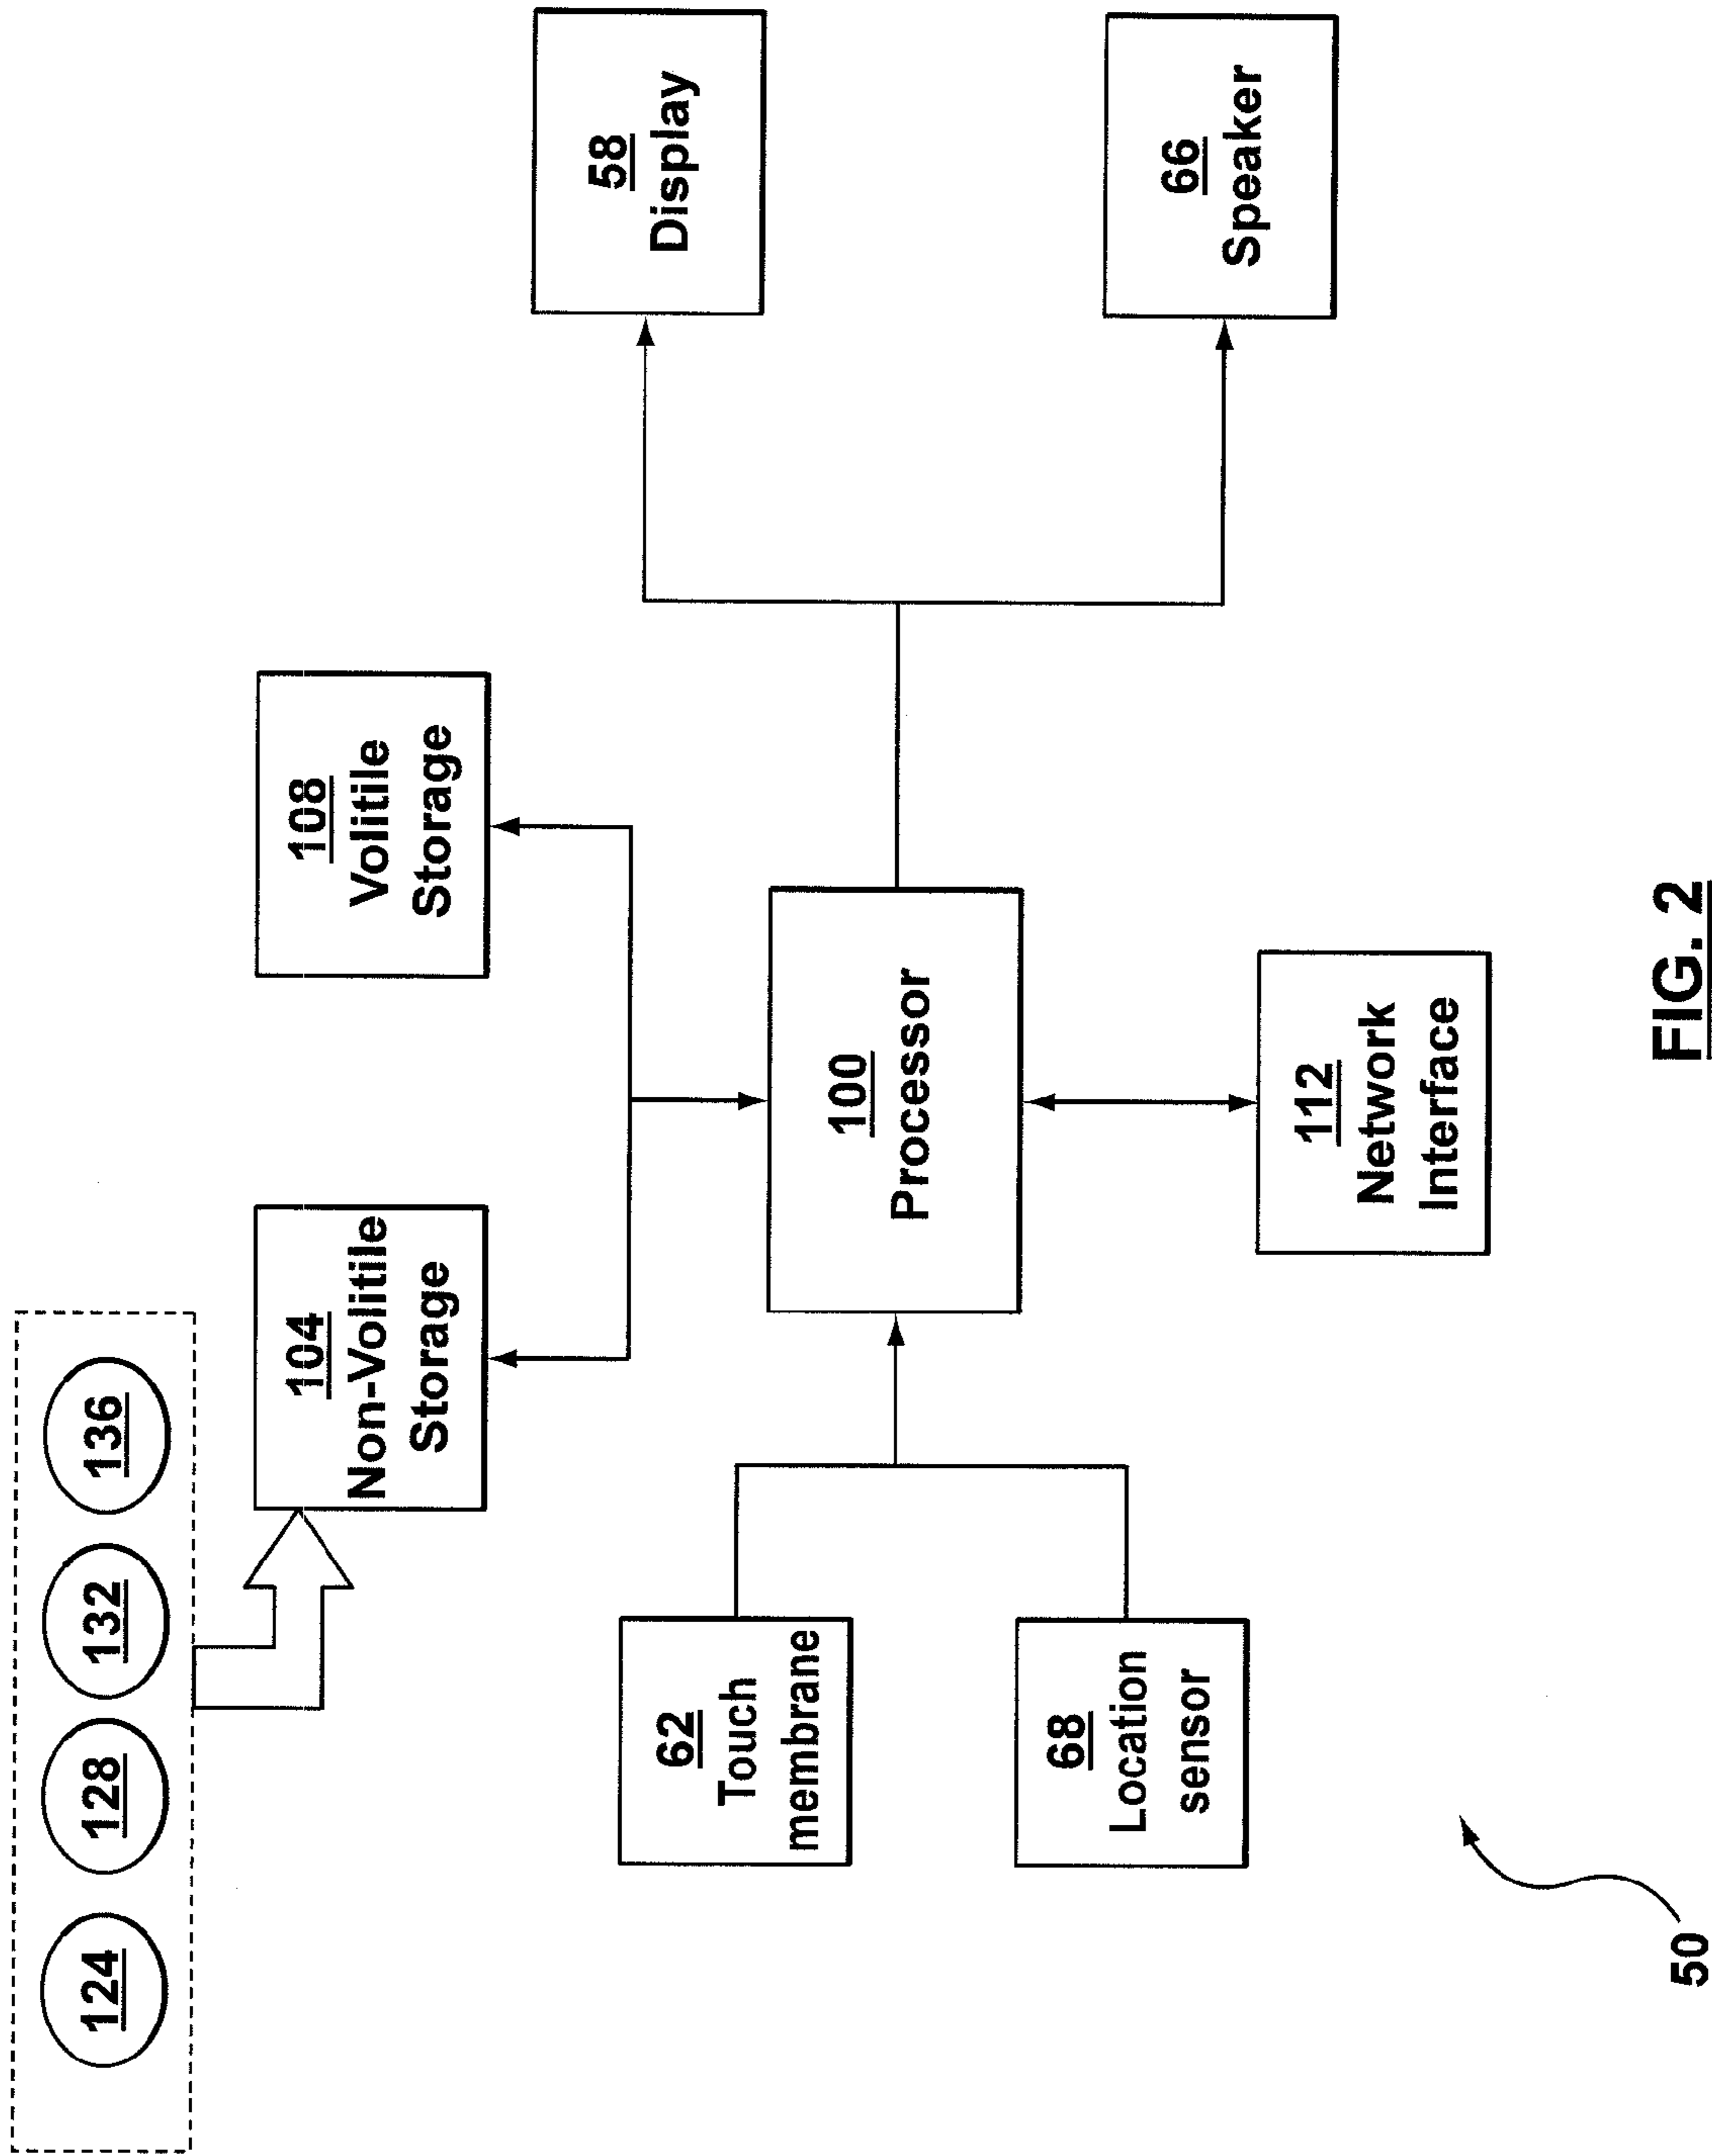 124
128
132
136
104
Non-Volitile
Storage
108
Volitile
Storage
62
Touch
membrane
58
Display
100
Processor
68
Location
sensor
66
Speaker
112
Network
Interface
50
FIG. 2